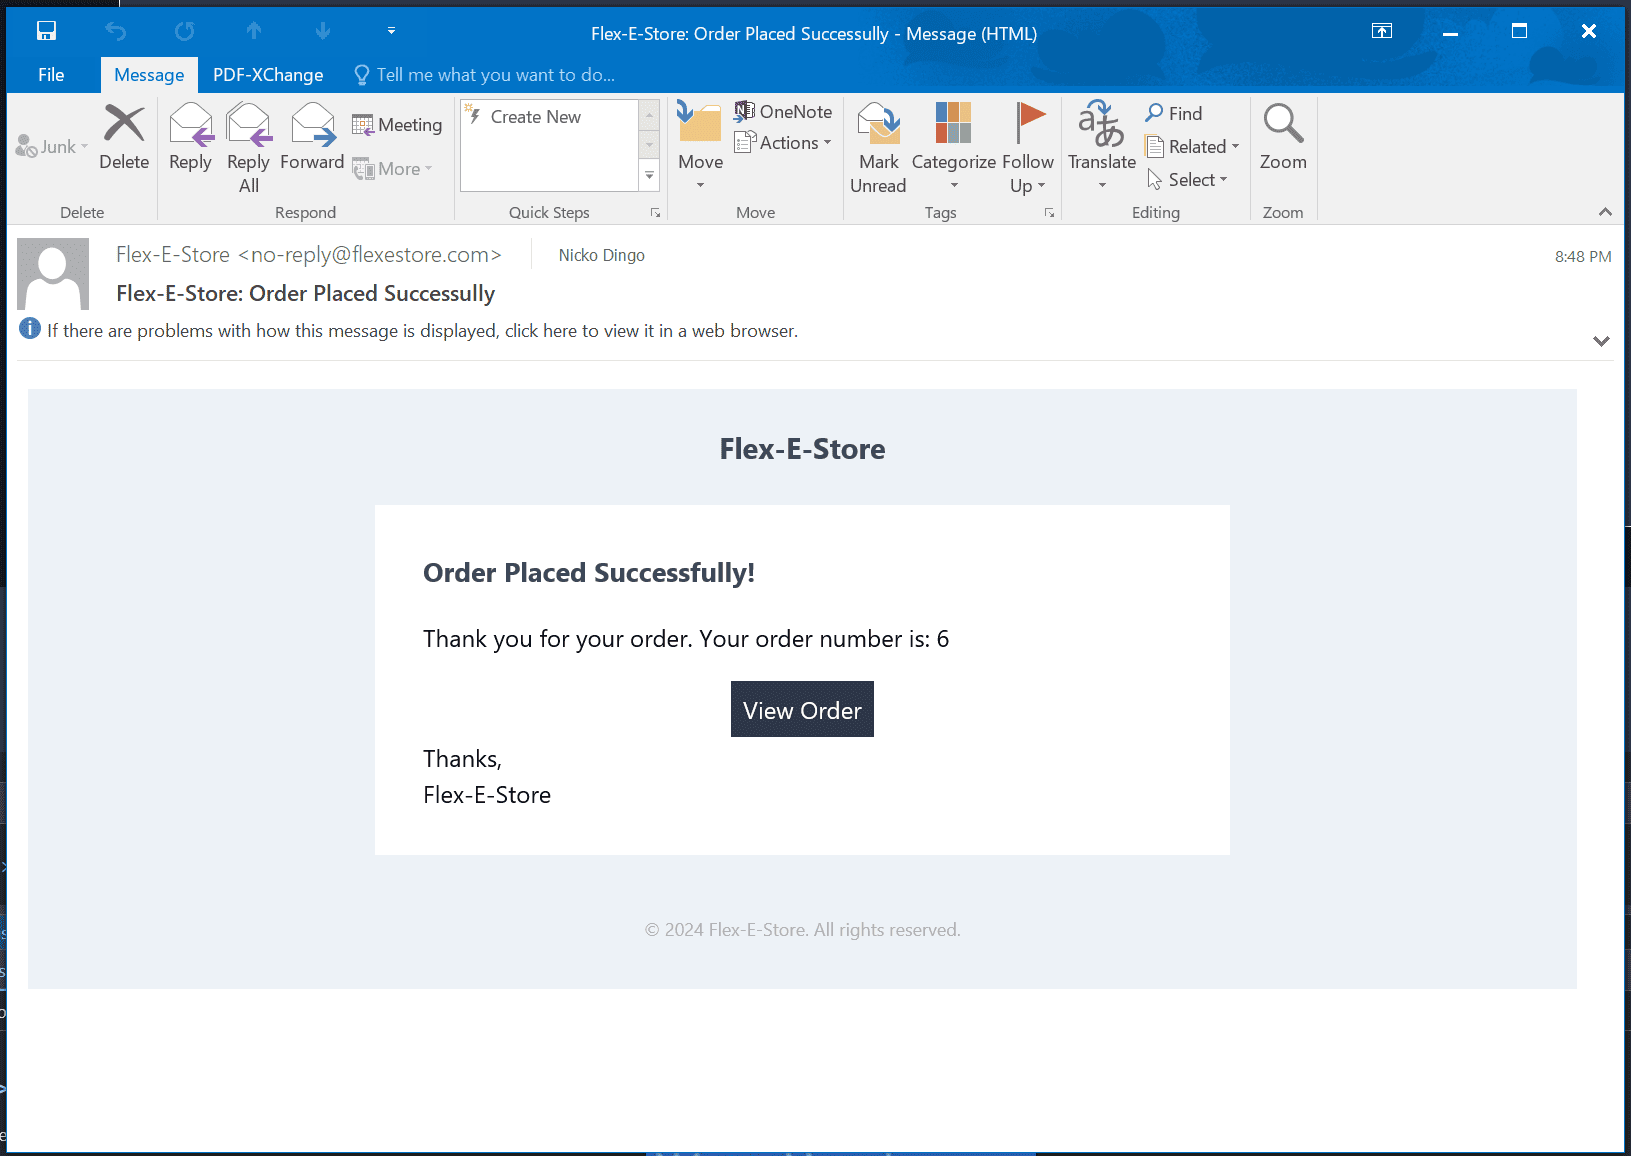 Flex-E-Store: Order Placed Successully - Message (HTML)
File
Message
PDF-XChange
Tell me what you want to do...
Junk
Delete
Reply
Reply All
Forward
Meeting
More
Create New
Move
OneNote
Actions
Mark Unread
Categorize
Follow Up
Translate
Find
Related
Select
Zoom
Delete
Respond
Quick Steps
Move
Tags
Editing
Zoom
Flex-E-Store <no-reply@flexestore.com>
Nicko Dingo
8:48 PM
Flex-E-Store: Order Placed Successully
If there are problems with how this message is displayed, click here to view it in a web browser.
Flex-E-Store
Order Placed Successfully!
Thank you for your order. Your order number is: 6
View Order
Thanks,
Flex-E-Store
© 2024 Flex-E-Store. All rights reserved.